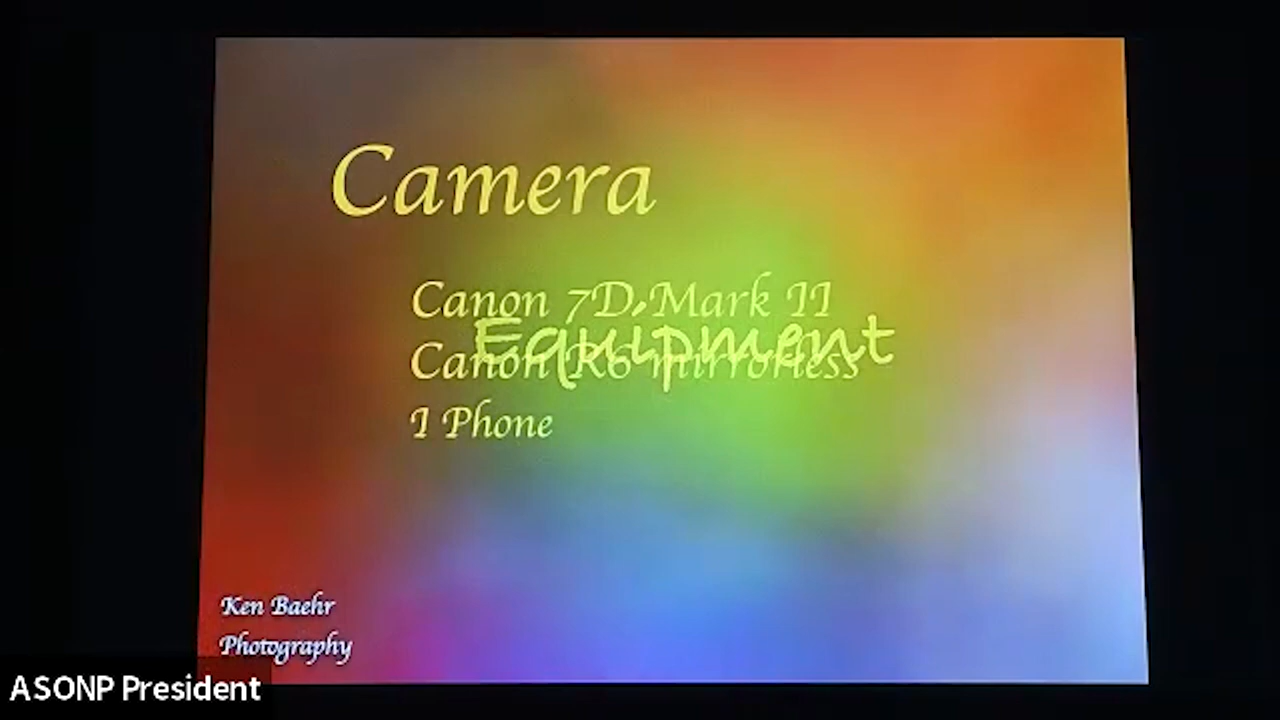 Camera
Canon 7D Mark II
Equipment
Canon R6 mirrorless
I Phone
Ken Baehr
Photography
ASONP President